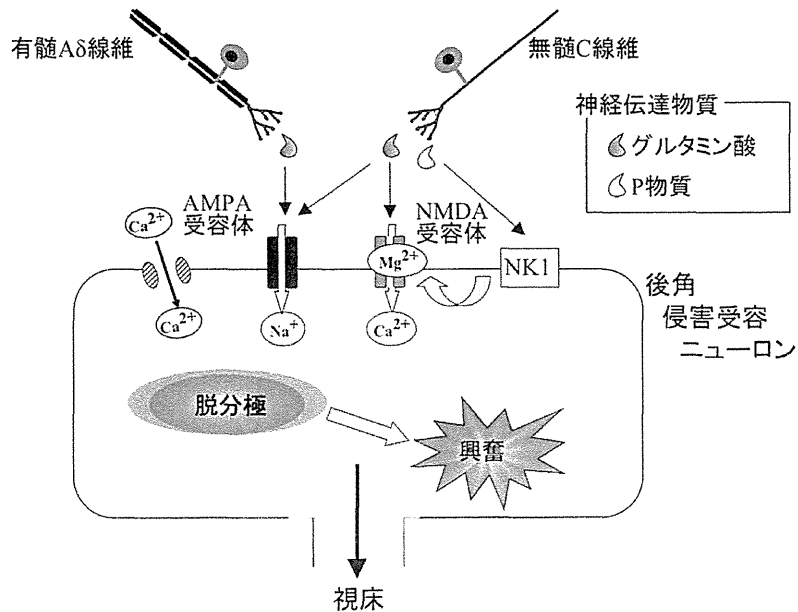 有髄Aδ線維
無髄C線維
神経伝達物質
グルタミン酸
P物質
AMPA
受容体
NMDA
受容体
Ca2+
Mg2+
NK1
Ca2+
Na+
Ca2+
後角
侵害受容
ニューロン
脱分極
興奮
視床